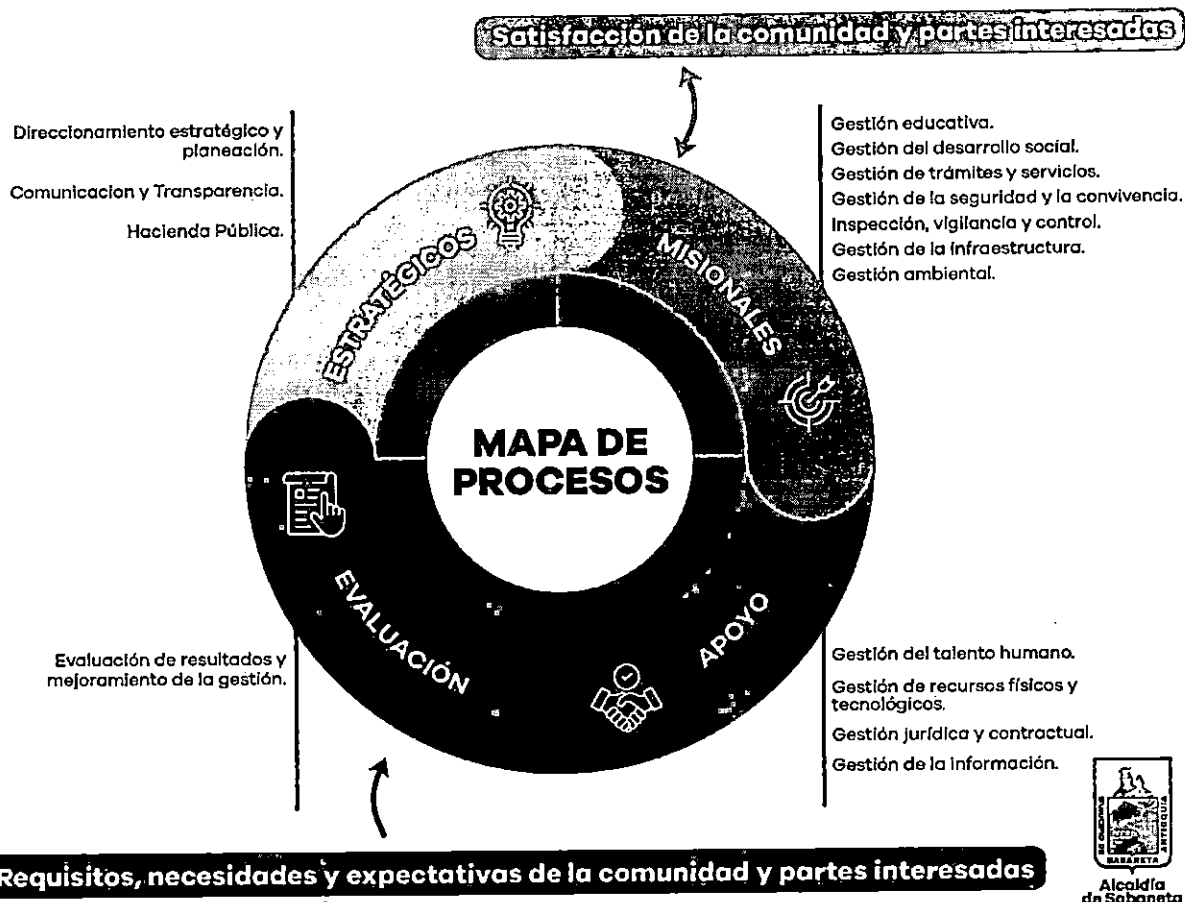 Satisfacción de la comunidad y partes interesadas
Direccionamiento estratégico y
planeación.
Comunicacion y Transparencia.
Hacienda Pública.
Gestión educativa.
Gestión del desarrollo social.
Gestión de trámites y servicios.
Gestión de la seguridad y la convivencia.
Inspección, vigilancia y control.
Gestión de la infraestructura.
Gestión ambiental.
ESTRATÉGICOS
MISIONALES
MAPA DE
PROCESOS
EVALUACIÓN
APOYO
Evaluación de resultados y
mejoramiento de la gestión.
Gestión del talento humano.
Gestión de recursos físicos y
tecnológicos.
Gestión jurídica y contractual.
Gestión de la información.
Requisitos, necesidades y expectativas de la comunidad y partes interesadas
ANTIOQUIA
SABANETA
Alcaldía
de Sabaneta